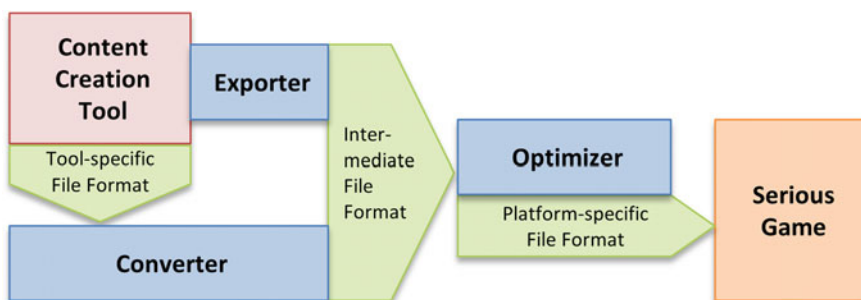 Content
Creation
Tool
Exporter
Tool-specific
File Format
Converter
Inter-
mediate
File
Format
Optimizer
Platform-specific
File Format
Serious
Game